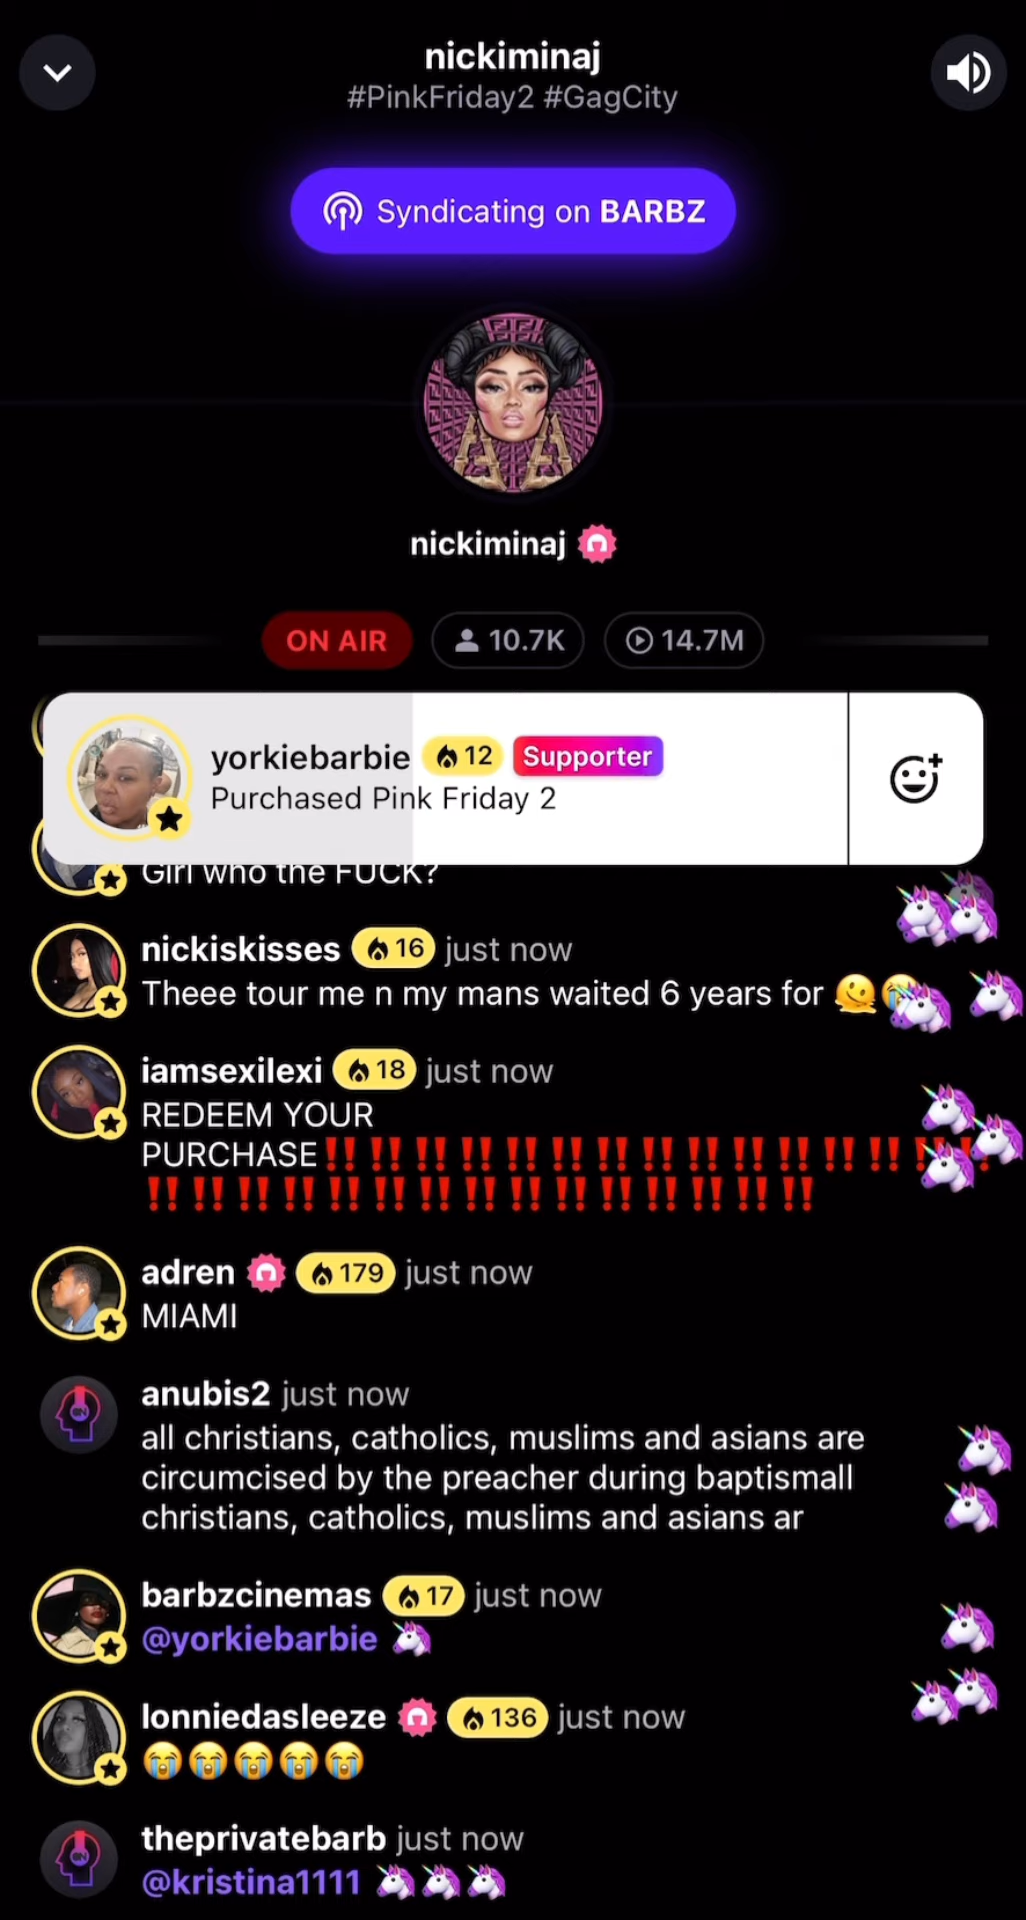 nickiminaj
#PinkFriday2 #GagCity
Syndicating on BARBZ
nickiminaj
ON AIR 10.7K 14.7M
yorkiebarbie 12 Supporter
Purchased Pink Friday 2
Girl who the FUCK?
nickiskisses 16 just now
Theee tour me n my mans waited 6 years for 🫠😭
iamsexilexi 18 just now
REDEEM YOUR
PURCHASE‼️‼️‼️‼️‼️‼️‼️‼️‼️‼️‼️‼️‼️‼️‼️
‼️‼️‼️‼️‼️‼️‼️‼️‼️‼️‼️‼️‼️‼️‼️
adren 179 just now
MIAMI
anubis2 just now
all christians, catholics, muslims and asians are
circumcised by the preacher during baptismall
christians, catholics, muslims and asians ar
barbzcinemas 17 just now
@yorkiebarbie 🦄
lonniedasleeze 136 just now
😭😭😭😭😭
theprivatebarb just now
@kristina1111 🦄🦄🦄